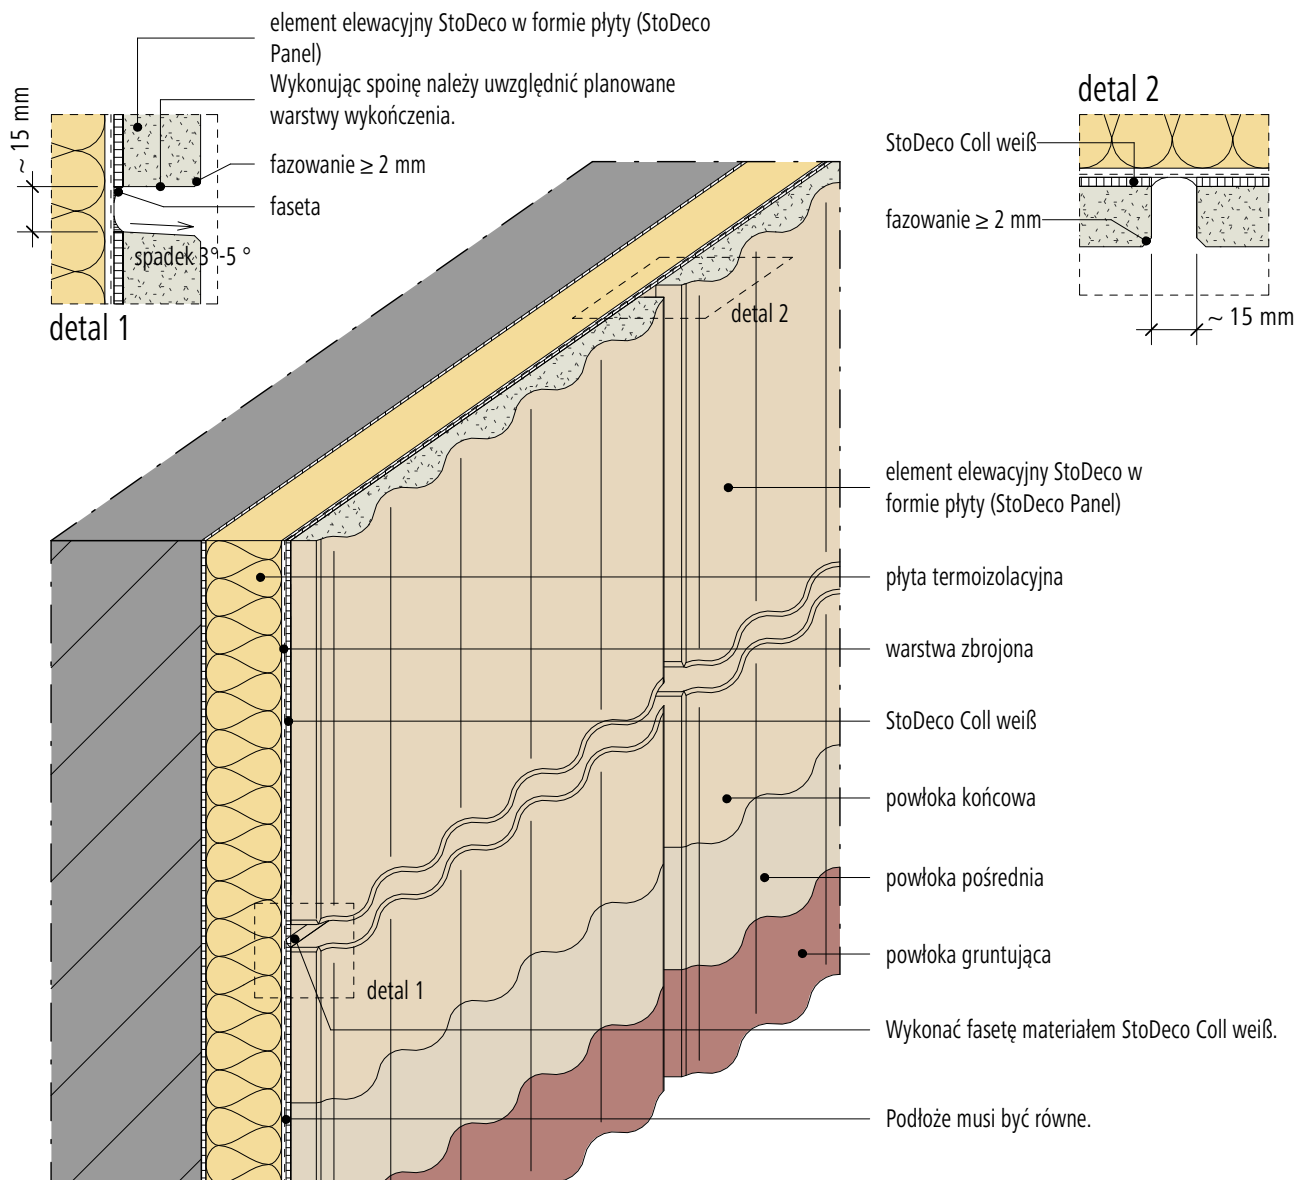 element elewacyjny StoDeco w formie płyty (StoDeco
Panel)
Wykonując spoinę należy uwzględnić planowane
warstwy wykończenia.
fazowanie ≥ 2 mm
faseta
~ 15 mm
spadek 3°-5 °
detal 1
detal 2
StoDeco Coll weiß
fazowanie ≥ 2 mm
~ 15 mm
detal 2
element elewacyjny StoDeco w
formie płyty (StoDeco Panel)
płyta termoizolacyjna
warstwa zbrojona
StoDeco Coll weiß
powłoka końcowa
powłoka pośrednia
powłoka gruntująca
detal 1
Wykonać fasetę materiałem StoDeco Coll weiß.
Podłoże musi być równe.